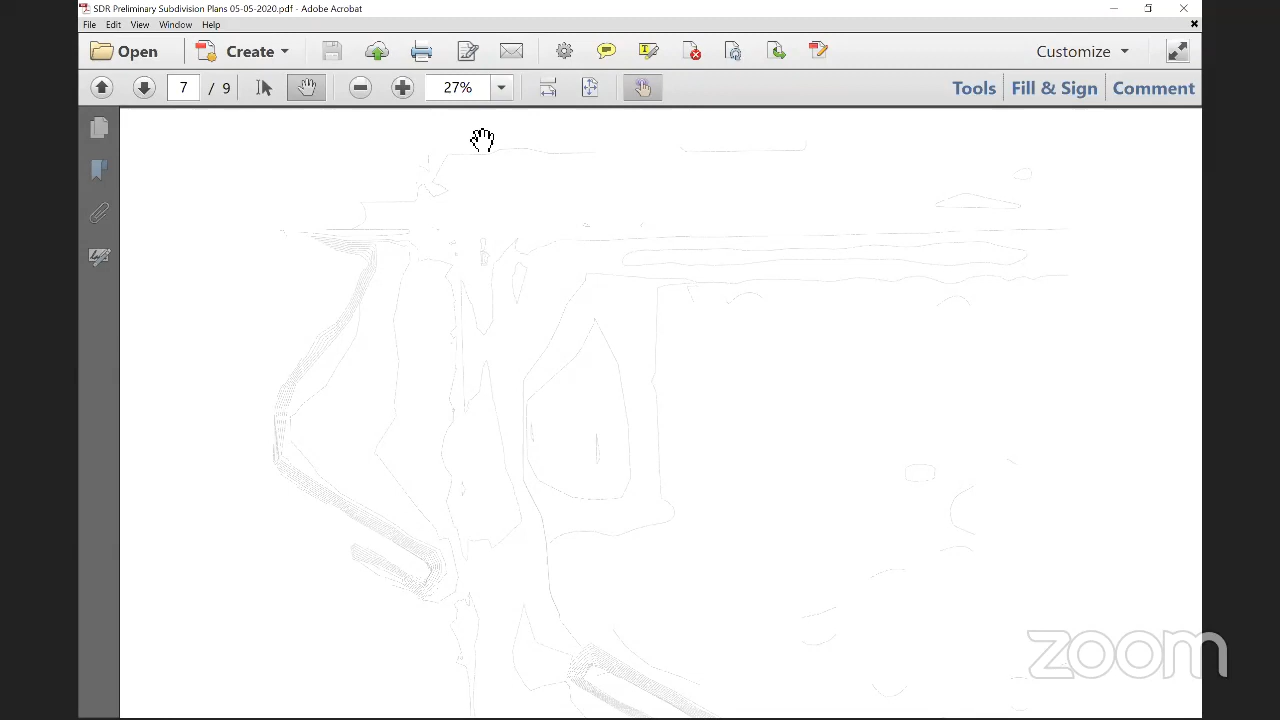 SDR Preliminary Subdivision Plans 05-05-2020.pdf - Adobe Acrobat
File Edit View Window Help
Open Create Customize
7 / 9 27% Tools Fill & Sign Comment
zoom